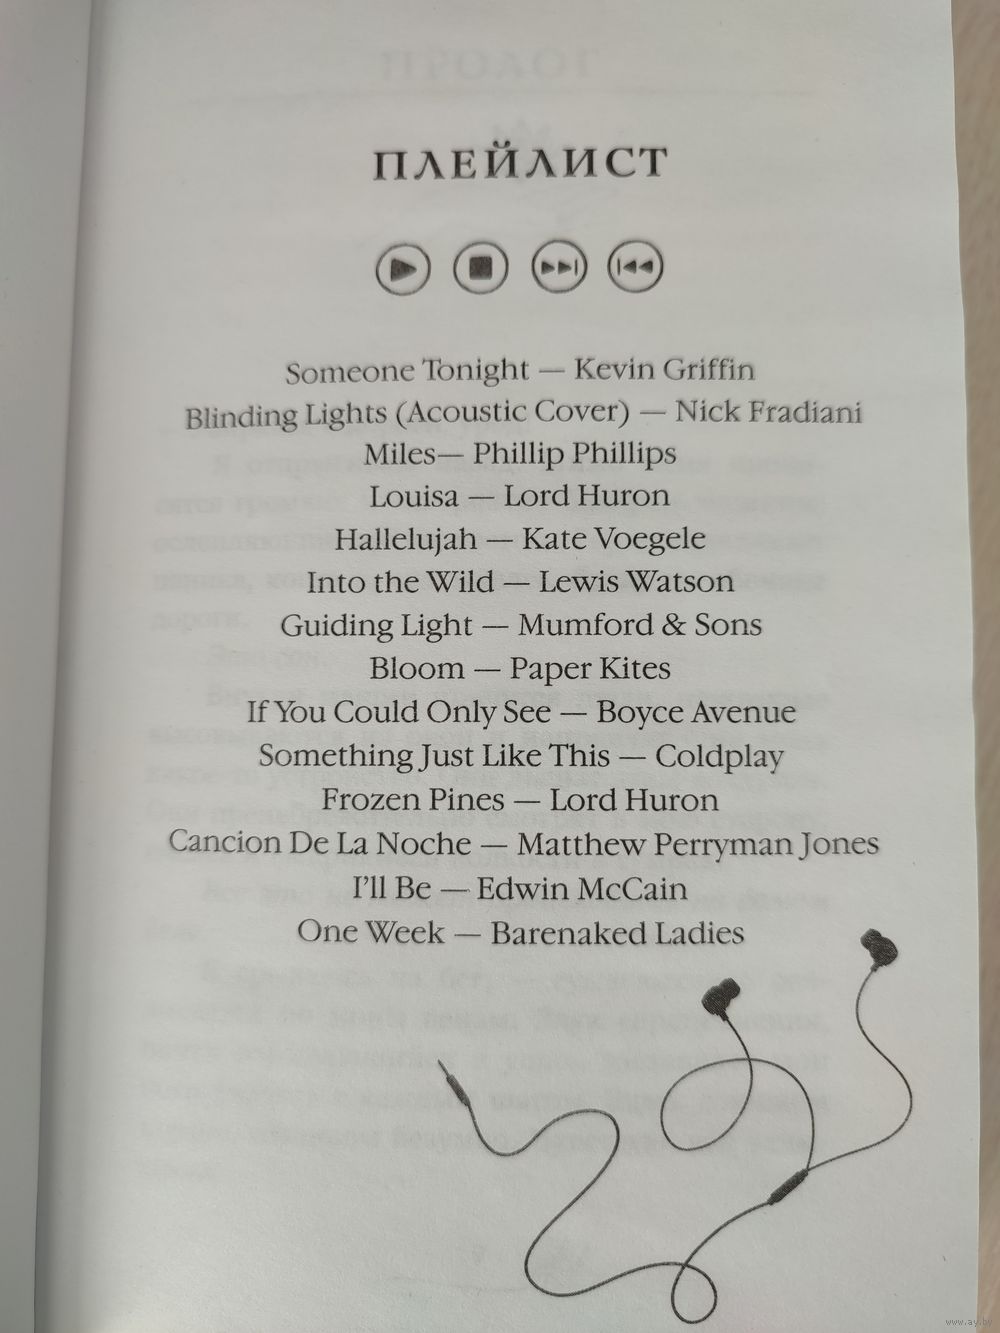 ПЛЕЙЛИСТ
Someone Tonight — Kevin Griffin
Blinding Lights (Acoustic Cover) — Nick Fradiani
Miles— Phillip Phillips
Louisa — Lord Huron
Hallelujah — Kate Voegele
Into the Wild — Lewis Watson
Guiding Light — Mumford & Sons
Bloom — Paper Kites
If You Could Only See — Boyce Avenue
Something Just Like This — Coldplay
Frozen Pines — Lord Huron
Cancion De La Noche — Matthew Perryman Jones
I'll Be — Edwin McCain
One Week — Barenaked Ladies
www.ay.by